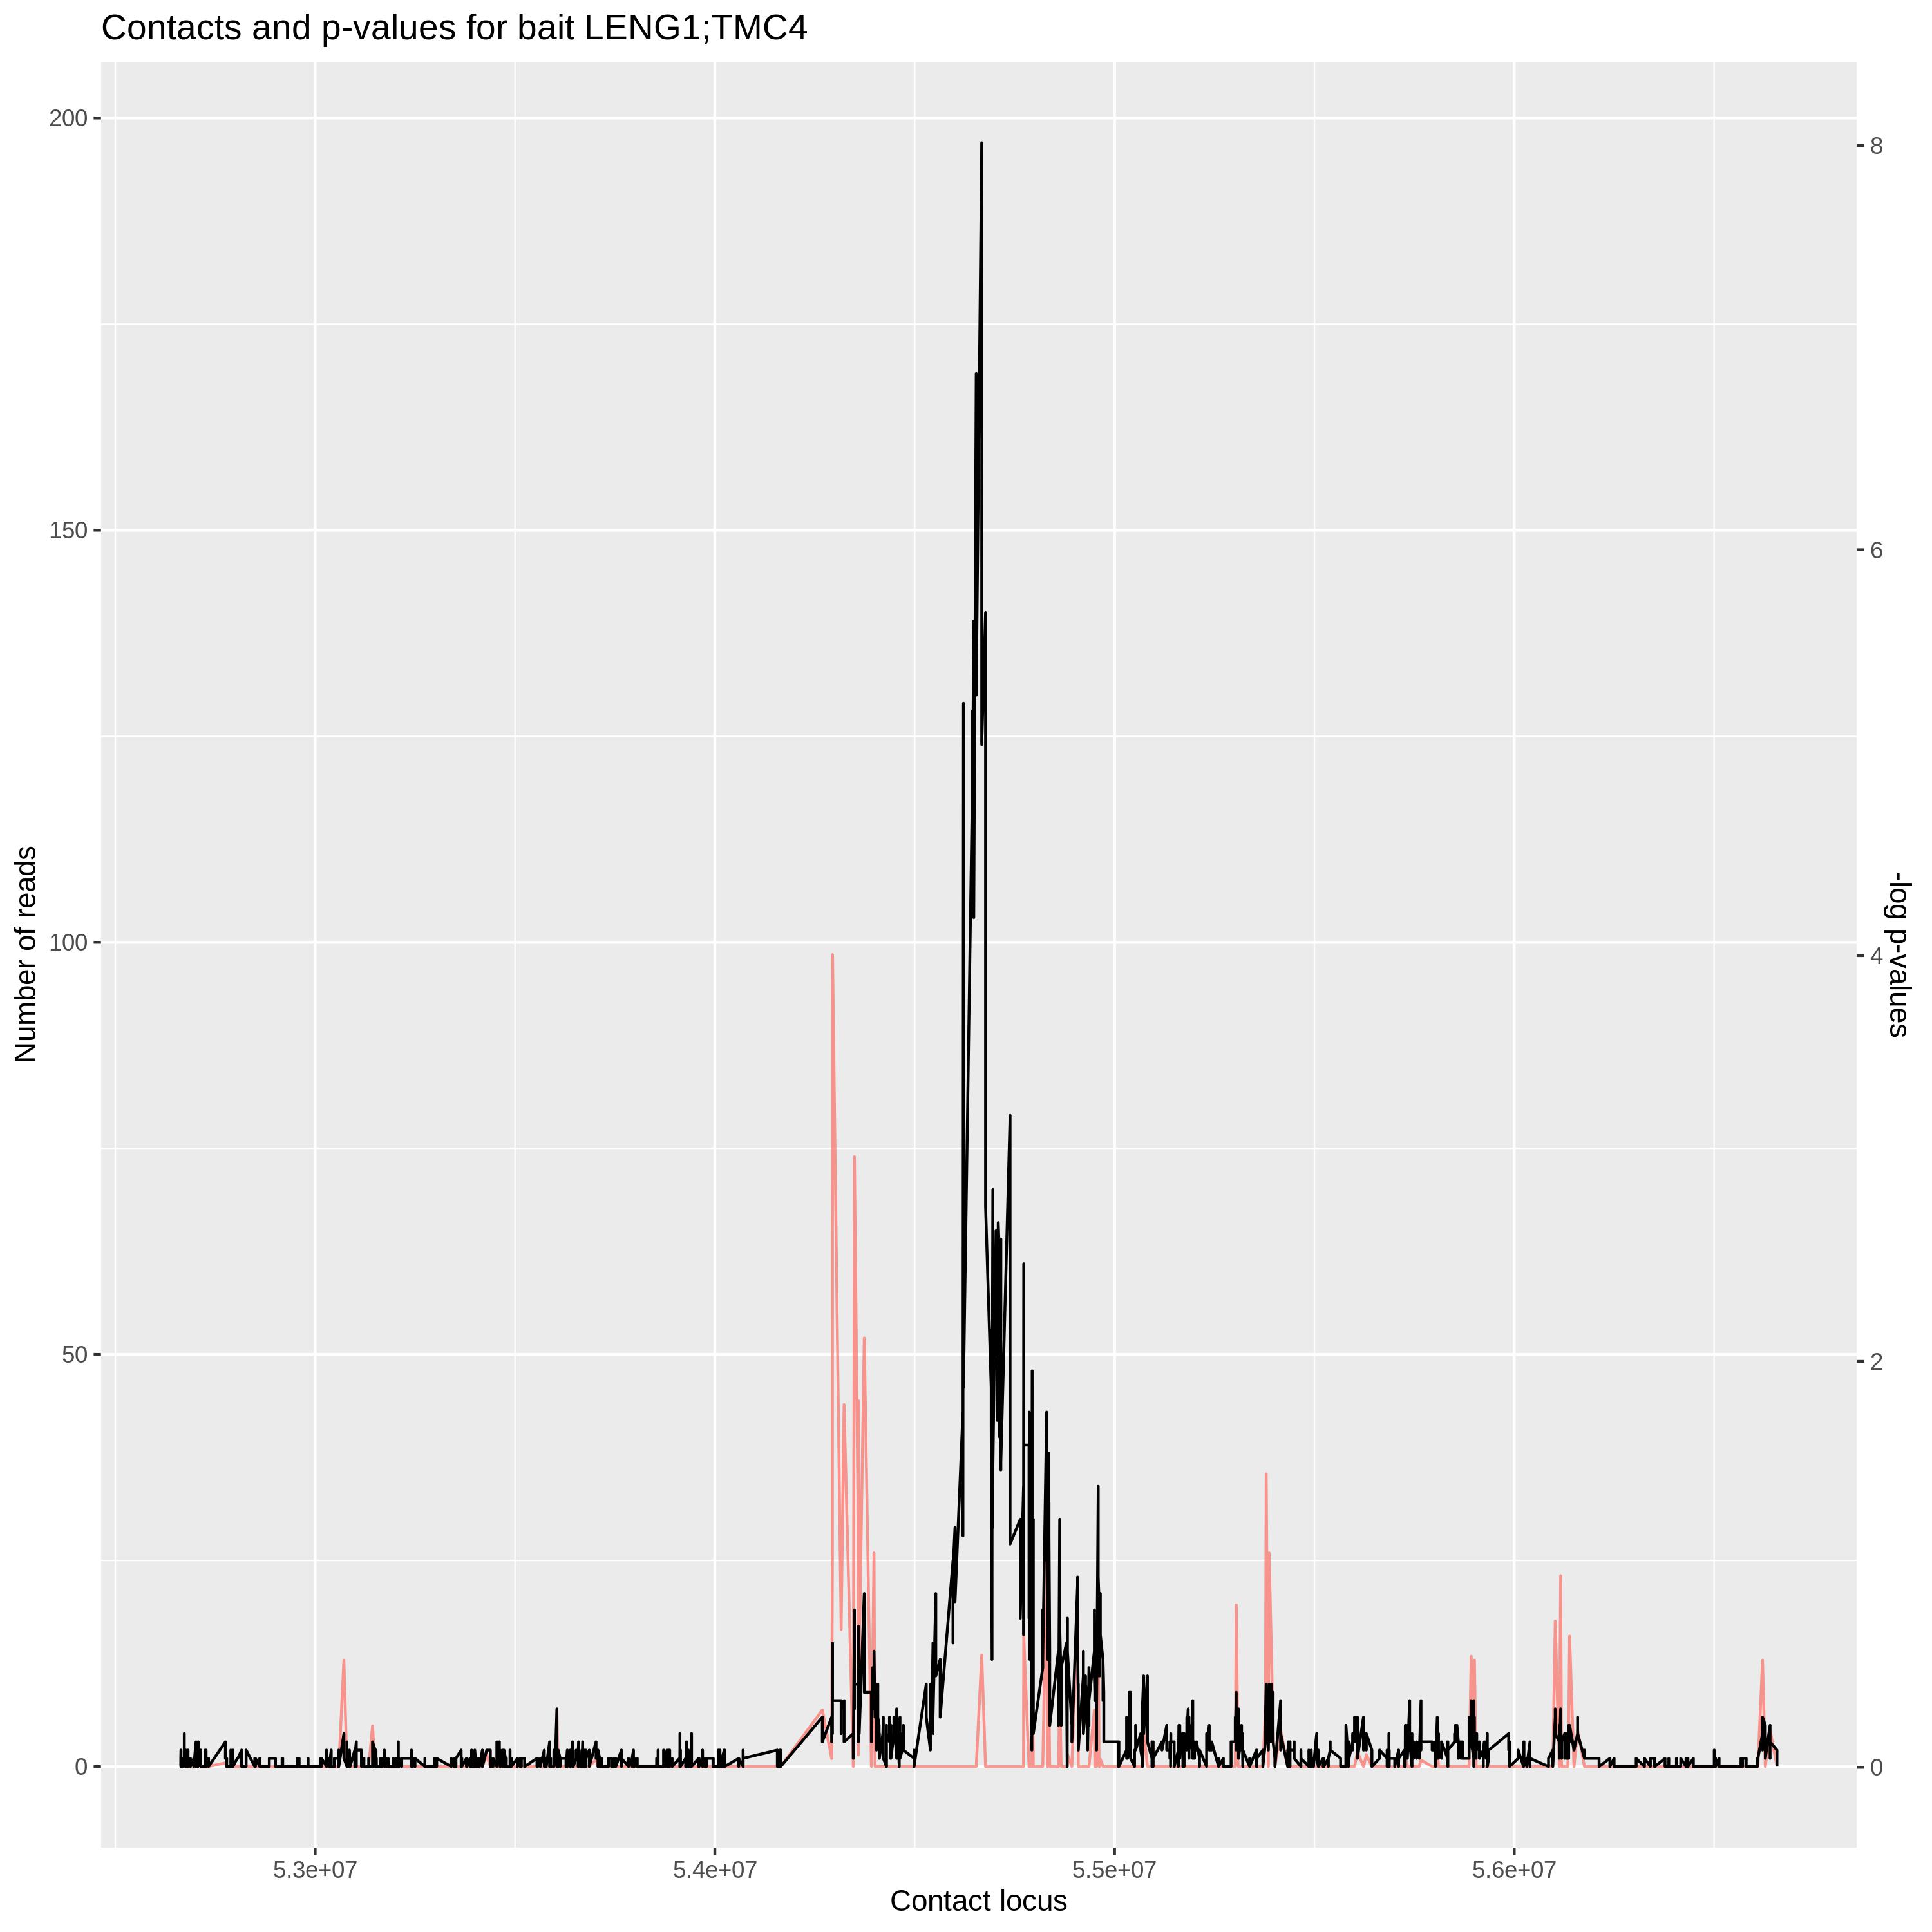 Contacts and p-values for bait LENG1;TMC4
200
150
100
50
0
Number of reads
8
6
4
2
0
-log p-values
5.3e+07
5.4e+07
5.5e+07
5.6e+07
Contact locus